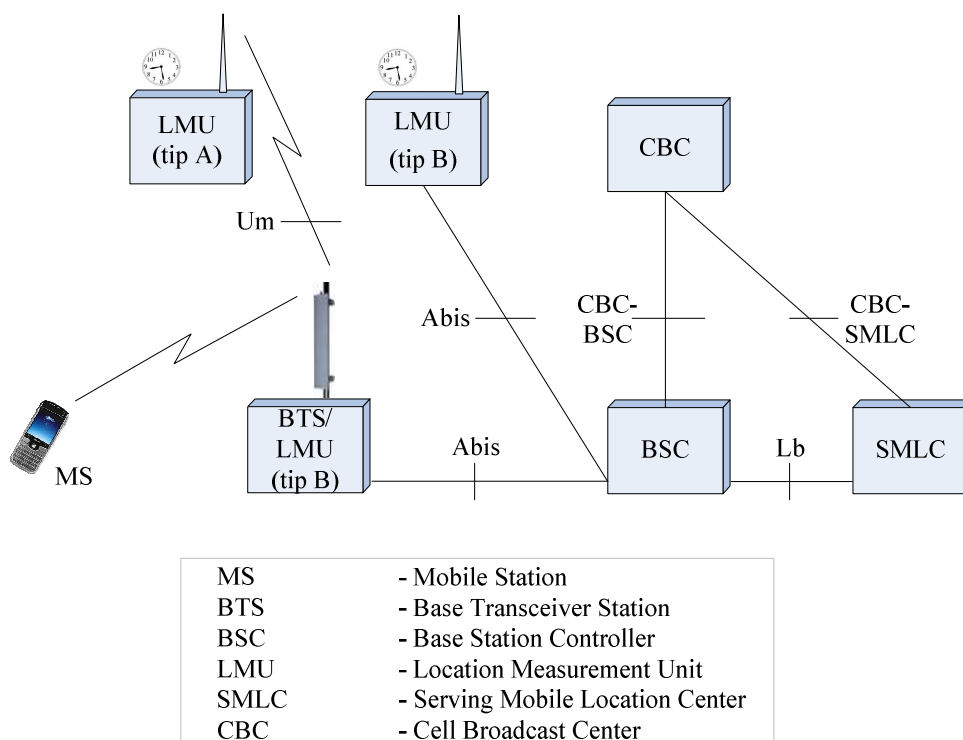 LMU
(tip A)
LMU
(tip B)
CBC
Um
Abis
CBC-
BSC
CBC-
SMLC
MS
BTS/
LMU
(tip B)
Abis
BSC
Lb
SMLC
MS - Mobile Station
BTS - Base Transceiver Station
BSC - Base Station Controller
LMU - Location Measurement Unit
SMLC - Serving Mobile Location Center
CBC - Cell Broadcast Center